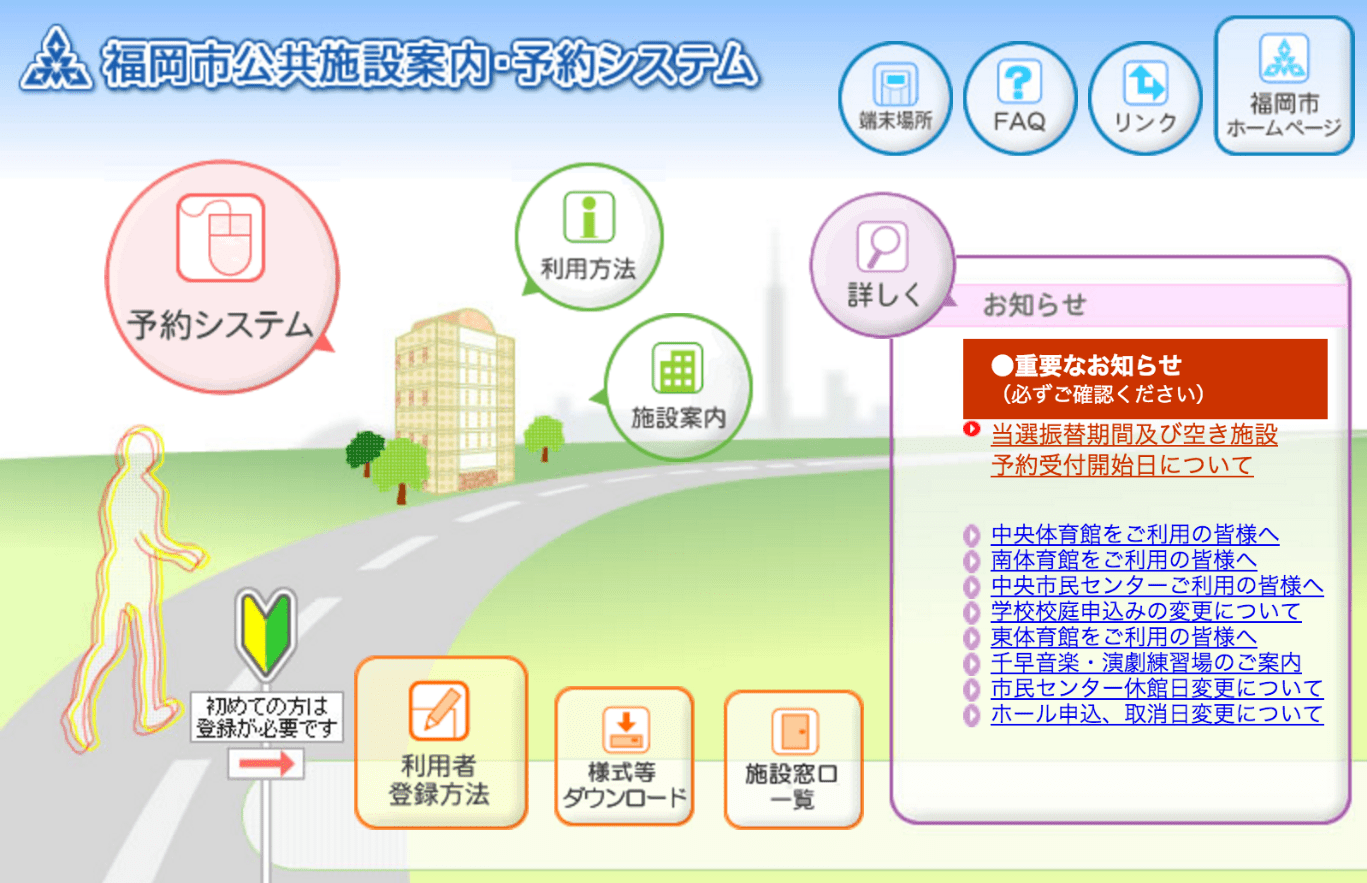 福岡市公共施設案内・予約システム
端末場所
FAQ
リンク
福岡市
ホームページ
予約システム
利用方法
施設案内
詳しく
お知らせ
●重要なお知らせ
（必ずご確認ください）
当選振替期間及び空き施設
予約受付開始日について
中央体育館をご利用の皆様へ
南体育館をご利用の皆様へ
中央市民センターご利用の皆様へ
学校校庭申込みの変更について
東体育館をご利用の皆様へ
千早音楽・演劇練習場のご案内
市民センター休館日変更について
ホール申込、取消日変更について
初めての方は
登録が必要です
利用者
登録方法
様式等
ダウンロード
施設窓口
一覧